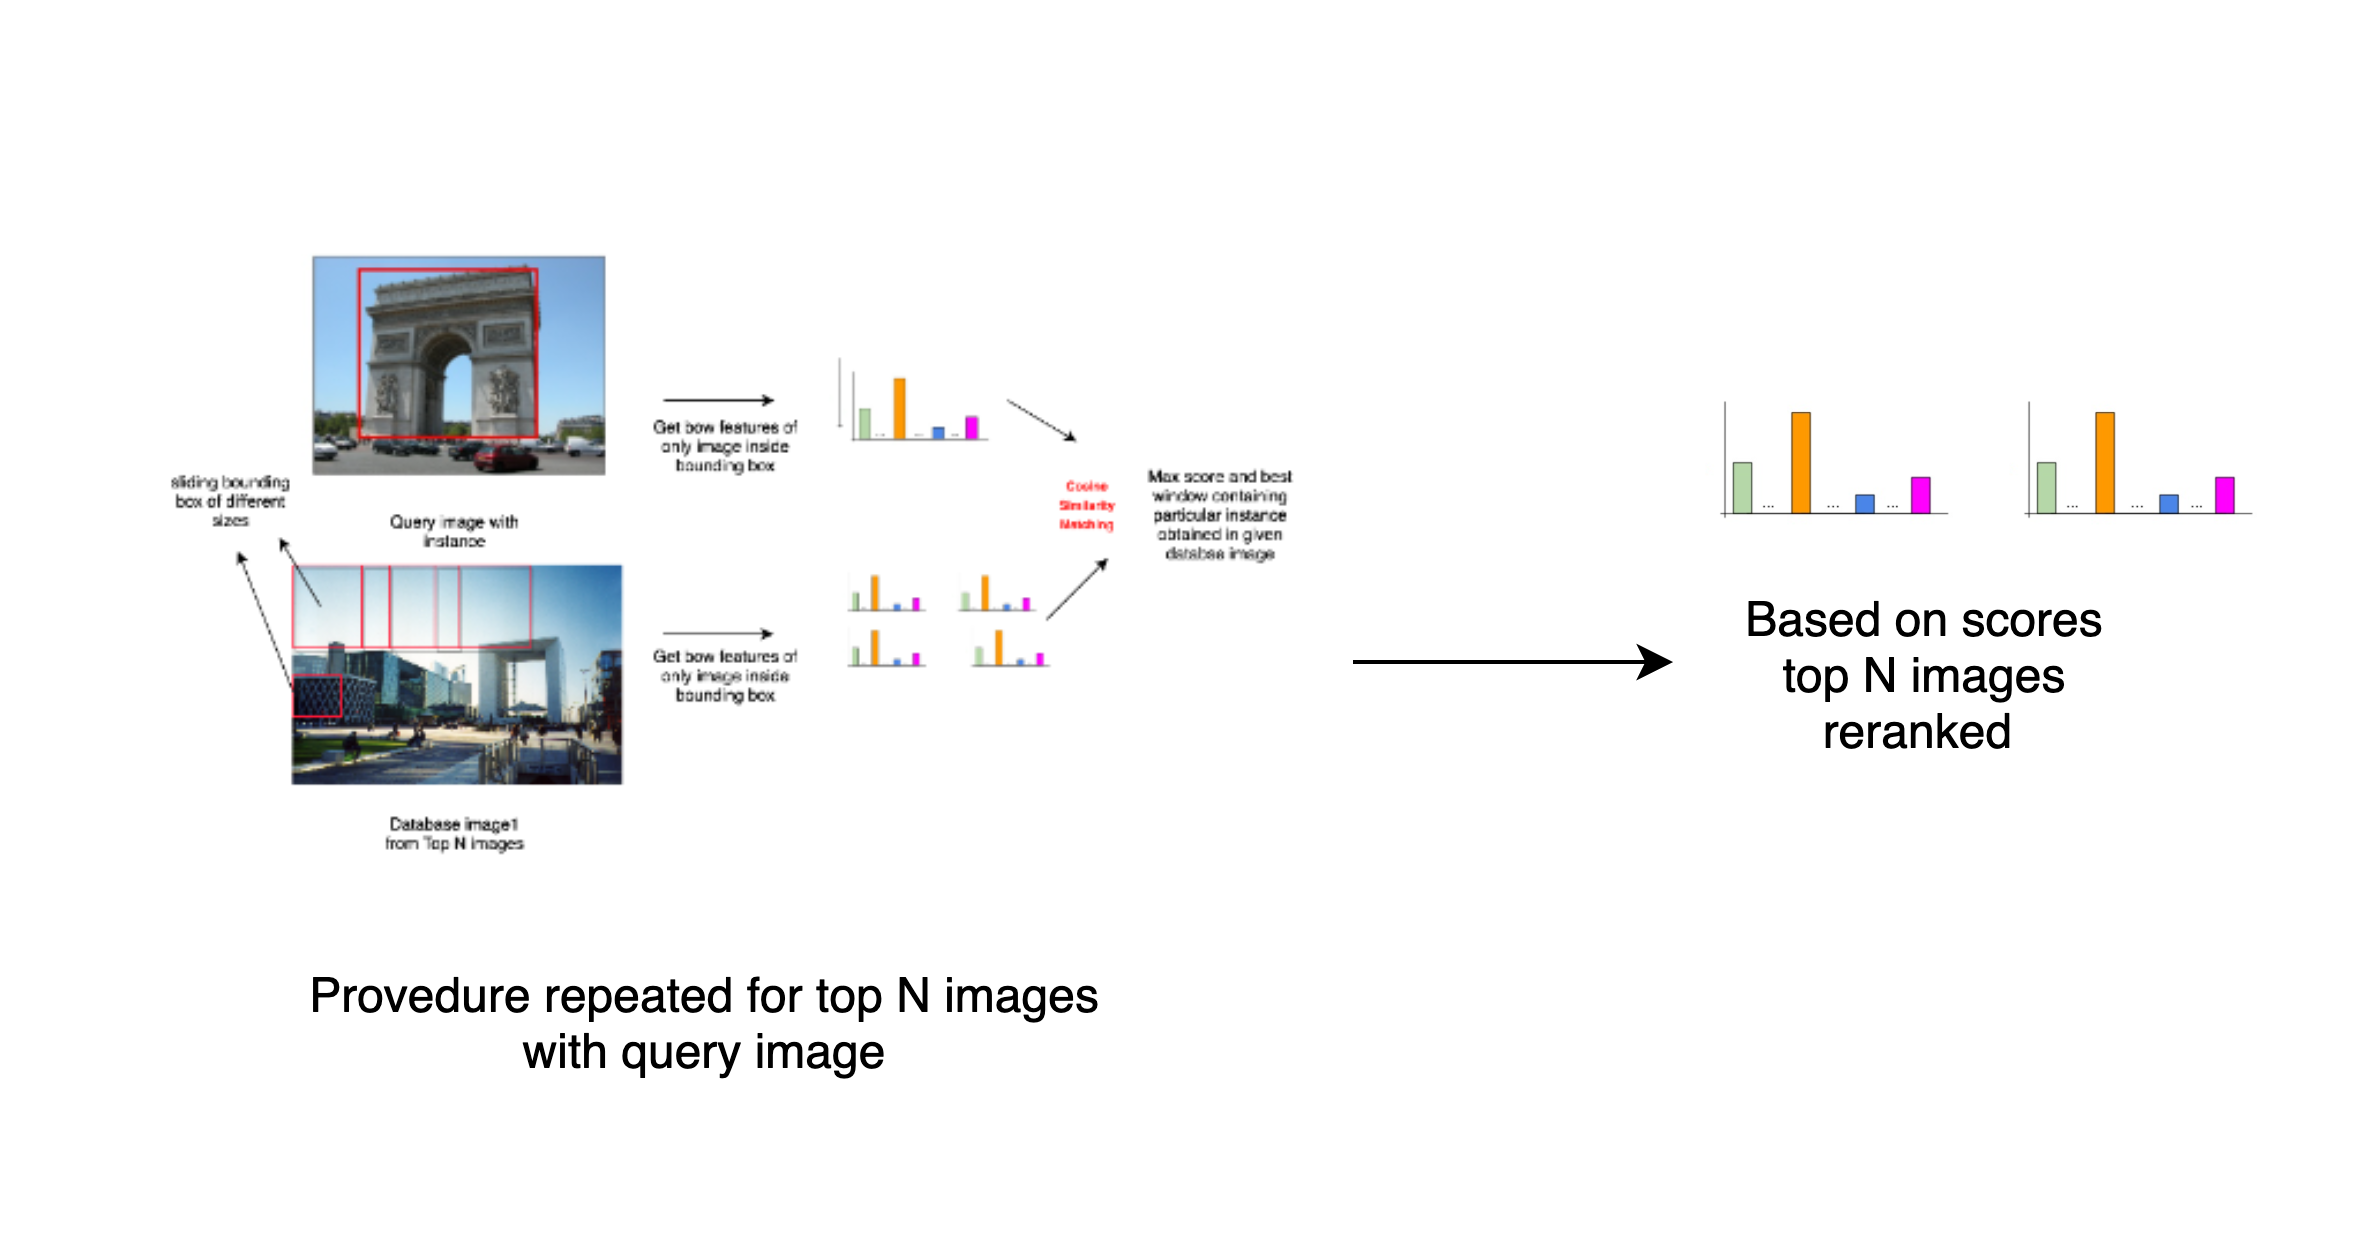 sliding bounding
box of different
sizes
Query image with
instance
Get bow features of
only image inside
bounding box
Cosine
Similarity
Matching
Max score and best
window containing
particular instance
obtained in given
databse image
Get bow features of
only image inside
bounding box
Database image1
from Top N images
Provedure repeated for top N images
with query image
Based on scores
top N images
reranked